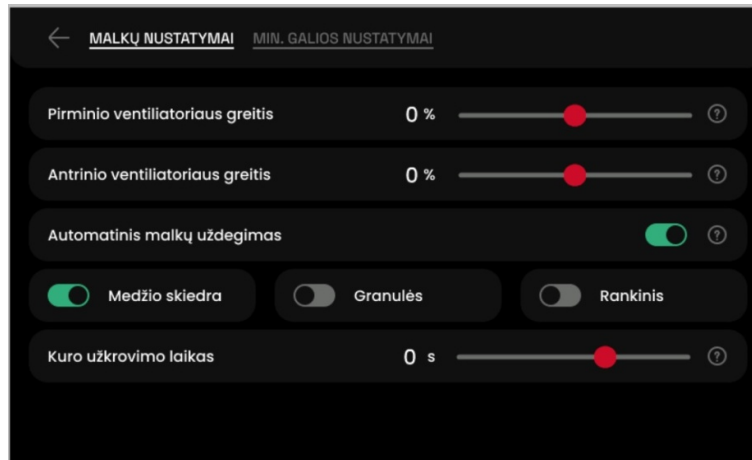 MALKŲ NUSTATYMAI MIN. GALIOS NUSTATYMAI
Pirminio ventiliatoriaus greitis 0 % ?
Antrinio ventiliatoriaus greitis 0 % ?
Automatinis malkų uždegimas ?
Medžio skiedra Granulės Rankinis
Kuro užkrovimo laikas 0 s ?